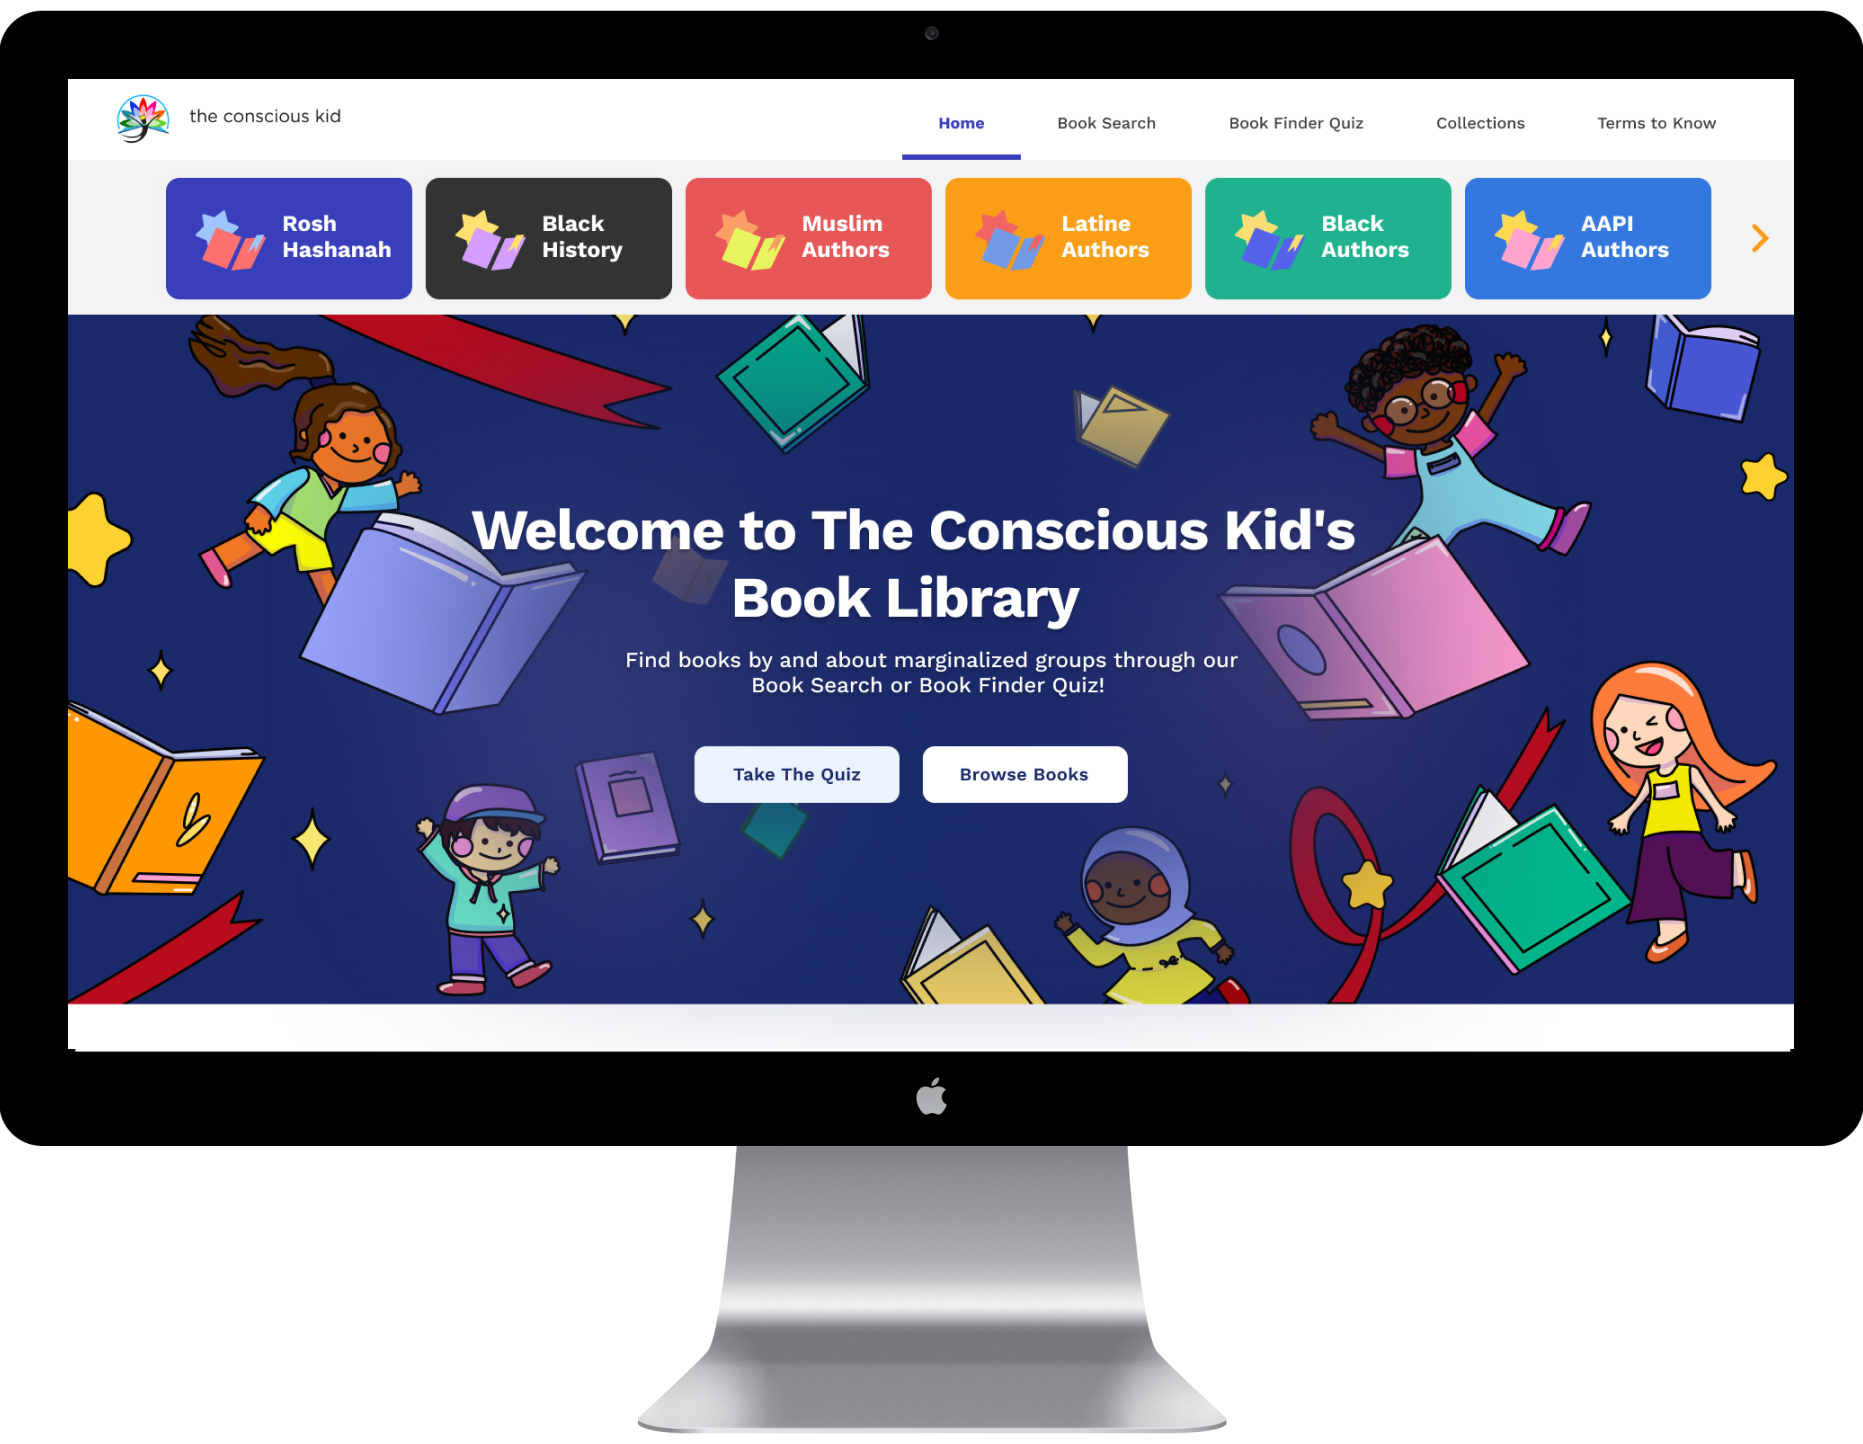 the conscious kid
Home
Book Search
Book Finder Quiz
Collections
Terms to Know
Rosh
Hashanah
Black
History
Muslim
Authors
Latine
Authors
Black
Authors
AAPI
Authors
Welcome to The Conscious Kid's
Book Library
Find books by and about marginalized groups through our
Book Search or Book Finder Quiz!
Take The Quiz
Browse Books